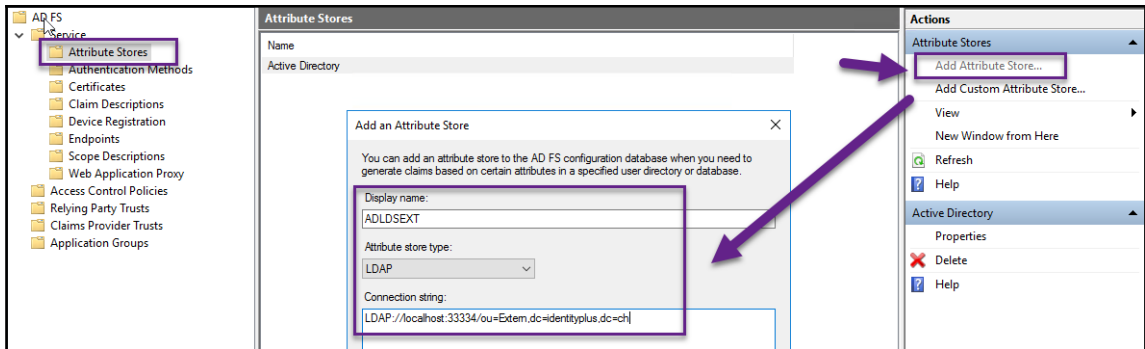 AD FS
Service
Attribute Stores
Authentication Methods
Certificates
Claim Descriptions
Device Registration
Endpoints
Scope Descriptions
Web Application Proxy
Access Control Policies
Relying Party Trusts
Claims Provider Trusts
Application Groups
Attribute Stores
Name
Active Directory
Add an Attribute Store
You can add an attribute store to the AD FS configuration database when you need to
generate claims based on certain attributes in a specified user directory or database.
Display name:
ADLDSEXT
Attribute store type:
LDAP
Connection string:
LDAP://localhost:33334/ou=Extern,dc=identityplus,dc=ch
Actions
Attribute Stores
Add Attribute Store...
Add Custom Attribute Store...
View
New Window from Here
Refresh
Help
Active Directory
Properties
Delete
Help